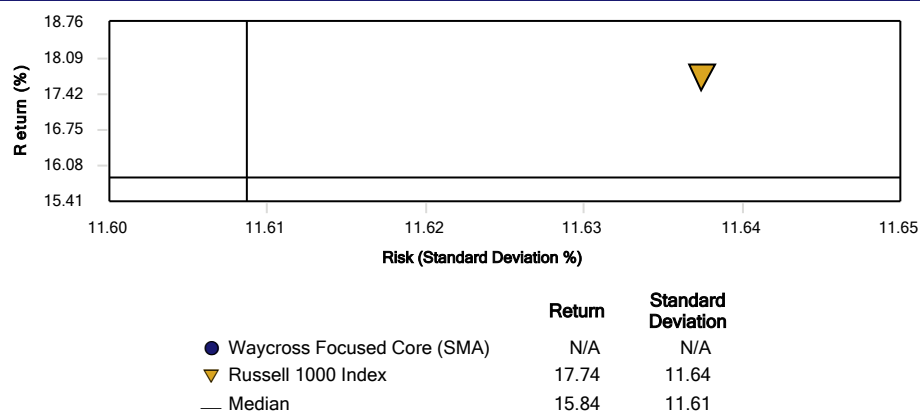 18.76
18.09
17.42
16.75
16.08
15.41
Return (%)
11.60 11.61 11.62 11.63 11.64 11.65
Risk (Standard Deviation %)
Return Standard Deviation
Waycross Focused Core (SMA) N/A N/A
Russell 1000 Index 17.74 11.64
Median 15.84 11.61